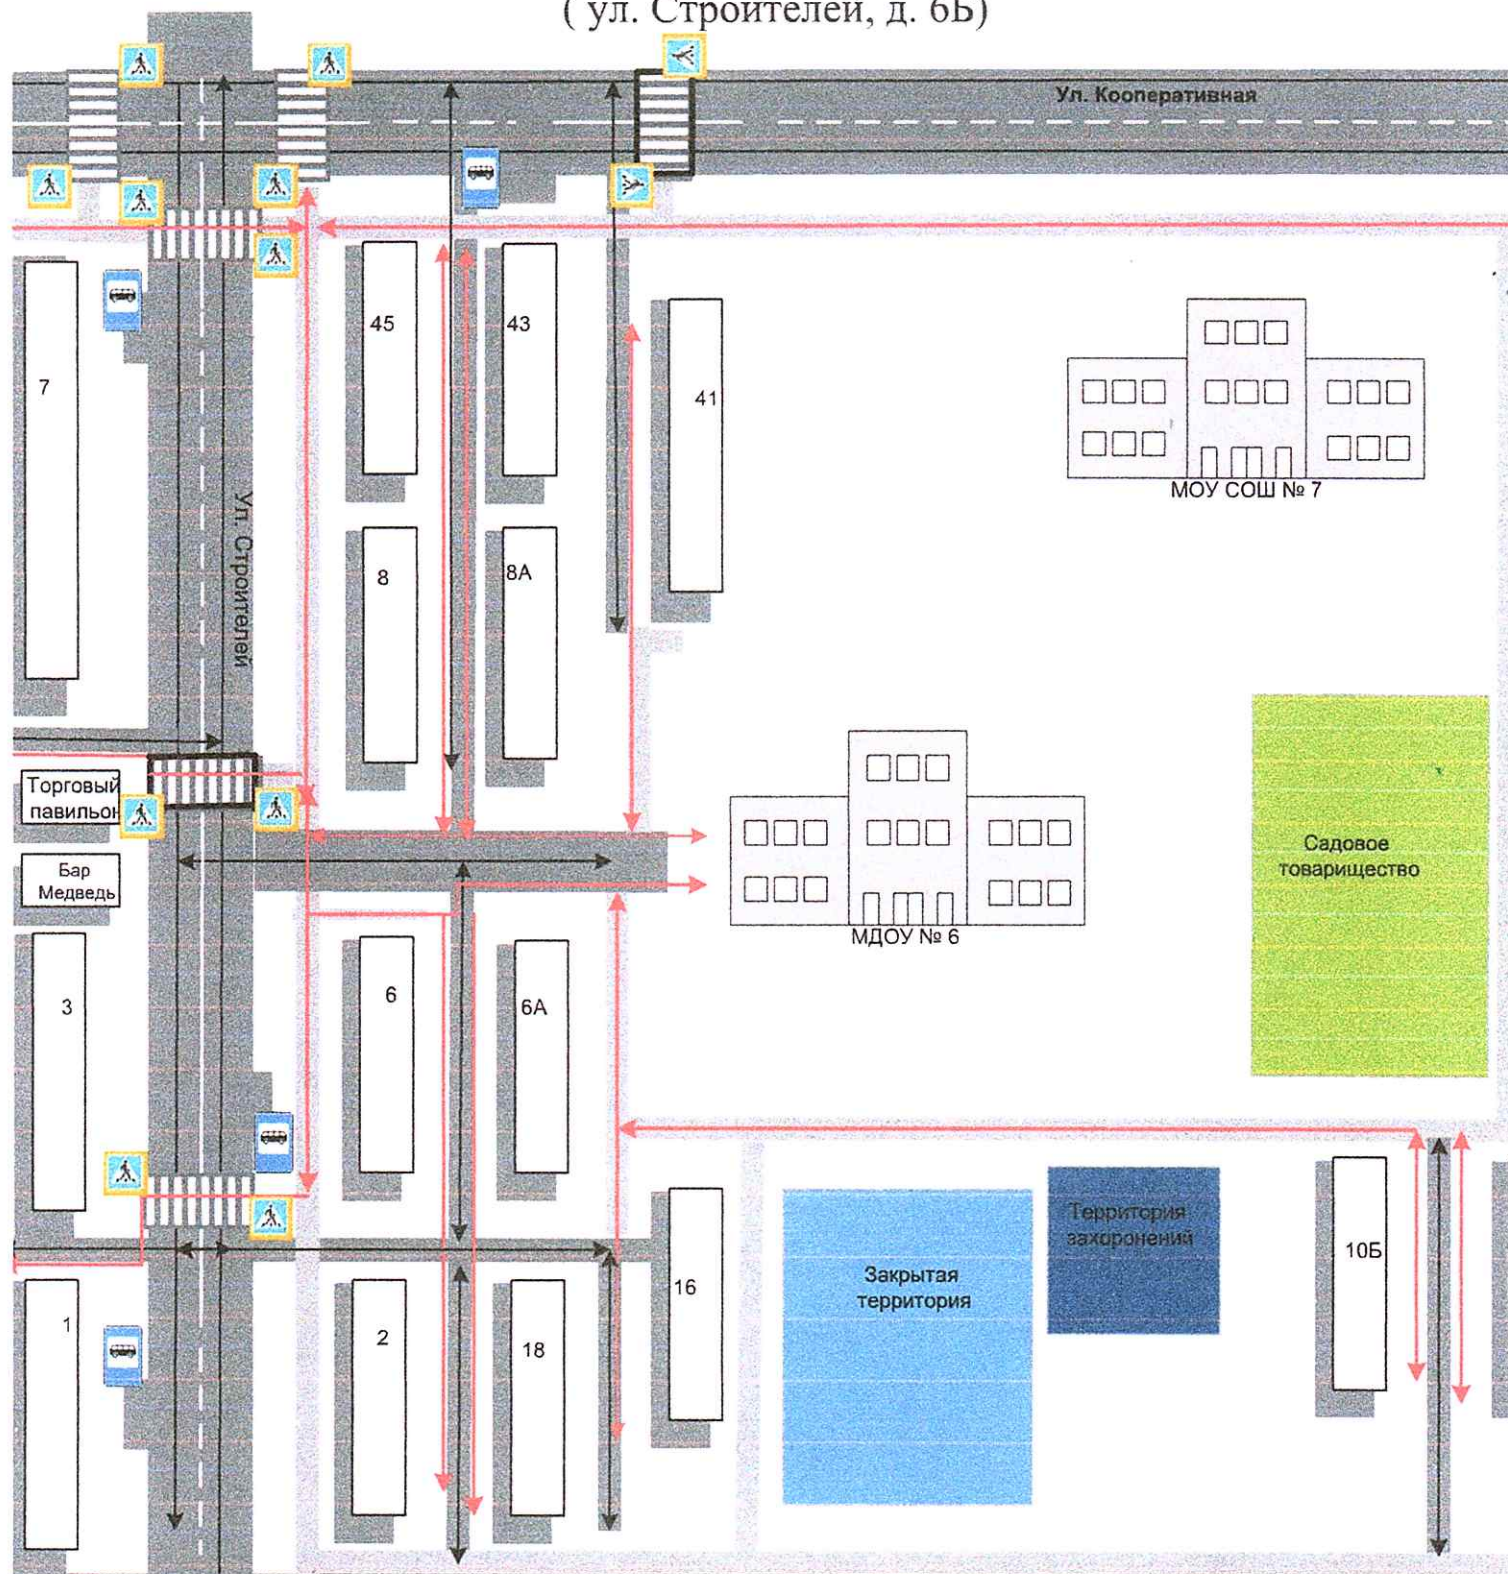 ( ул. Строителей, д. 6Б)
Ул. Кооперативная
45
43
7
41
МОУ СОШ № 7
Ул. Строителей
8
8А
Торговый
павильон
Бар
Медведь
Садовое
товарищество
МДОУ № 6
3
6
6А
Территория
захоронений
10Б
Закрытая
территория
16
1
2
18